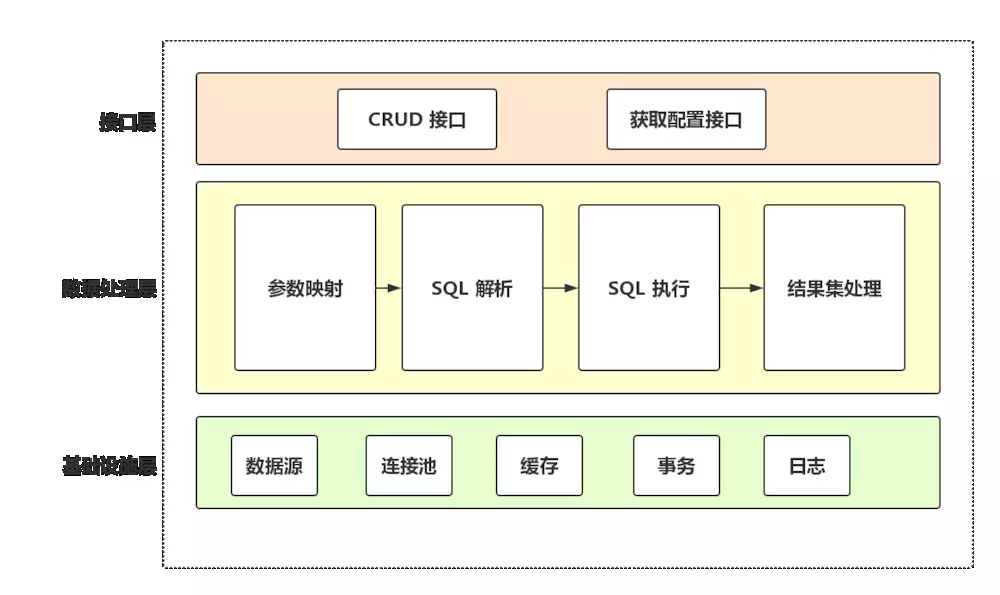 接口层
CRUD 接口
获取配置接口
数据处理层
参数映射
SQL 解析
SQL 执行
结果集处理
基础设施层
数据源
连接池
缓存
事务
日志